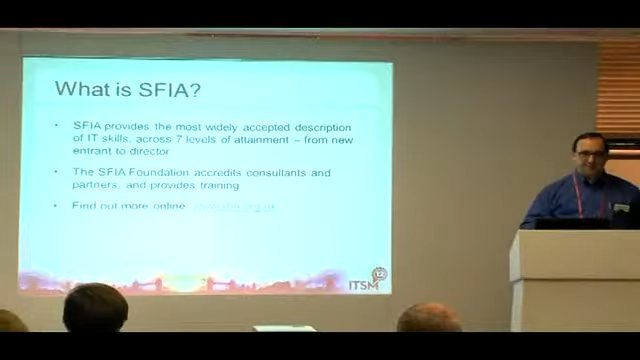 What is SFIA?
• SFIA provides the most widely accepted description
of IT skills, across 7 levels of attainment – from new
entrant to director
• The SFIA Foundation accredits consultants and
partners, and provides training
• Find out more online
ITSM
12